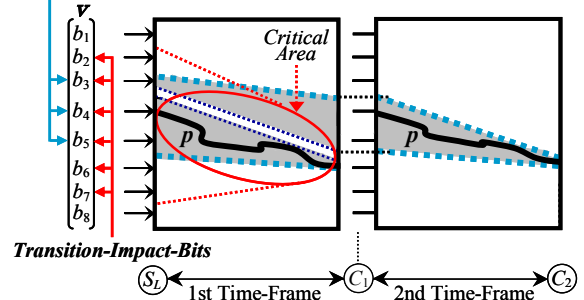 v
b1
b2
b3
b4
b5
b6
b7
b8
Transition-Impact-Bits
Critical
Area
p
p
SL
1st Time-Frame
C1
2nd Time-Frame
C2